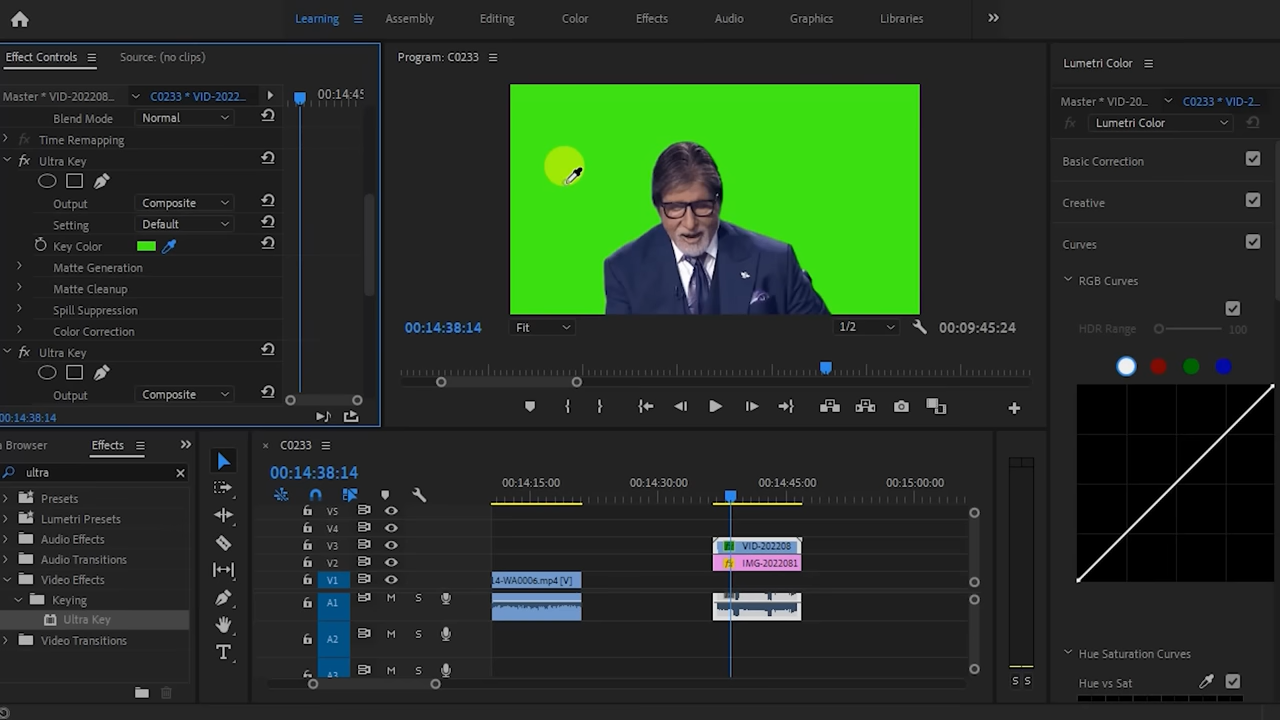 Learning
Assembly
Editing
Color
Effects
Audio
Graphics
Libraries
Effect Controls
Source: (no clips)
Program: C0233
Lumetri Color
Master * VID-202208...
C0233 * VID-2022...
00:14:45
Master * VID-20...
C0233 * VID-2...
Blend Mode
Normal
Lumetri Color
Time Remapping
Ultra Key
Basic Correction
Output
Composite
Creative
Setting
Default
Key Color
Curves
Matte Generation
RGB Curves
Matte Cleanup
Spill Suppression
HDR Range
100
Color Correction
00:14:38:14
Fit
1/2
00:09:45:24
Ultra Key
Output
Composite
00:14:38:14
a Browser
Effects
C0233
ultra
00:14:38:14
00:14:15:00
00:14:30:00
00:14:45:00
00:15:00:00
Presets
Lumetri Presets
Audio Effects
Audio Transitions
Video Effects
Keying
Ultra Key
Video Transitions
V5
V4
V3
VID-202208
V2
IMG-2022081
V1
14-WA0006.mp4 [V]
A1
M
S
A2
M
S
A3
M
S
S S
Hue Saturation Curves
Hue vs Sat